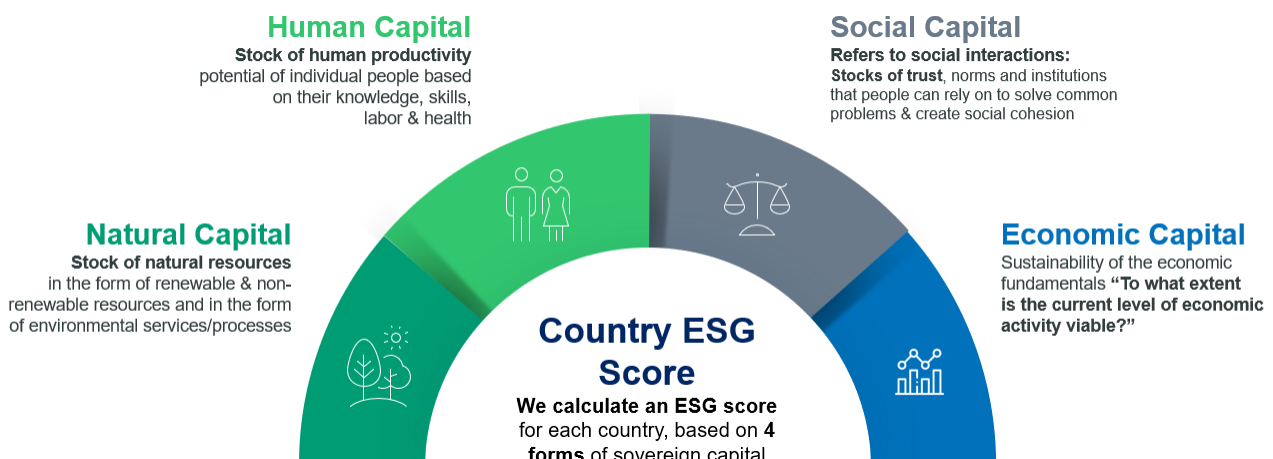 Human Capital
Stock of human productivity
potential of individual people based
on their knowledge, skills,
labor & health
Social Capital
Refers to social interactions:
Stocks of trust, norms and institutions
that people can rely on to solve common
problems & create social cohesion
Natural Capital
Stock of natural resources
in the form of renewable & non-
renewable resources and in the form
of environmental services/processes
Economic Capital
Sustainability of the economic
fundamentals “To what extent
is the current level of economic
activity viable?”
Country ESG
Score
We calculate an ESG score
for each country, based on 4
forms of sovereign capital